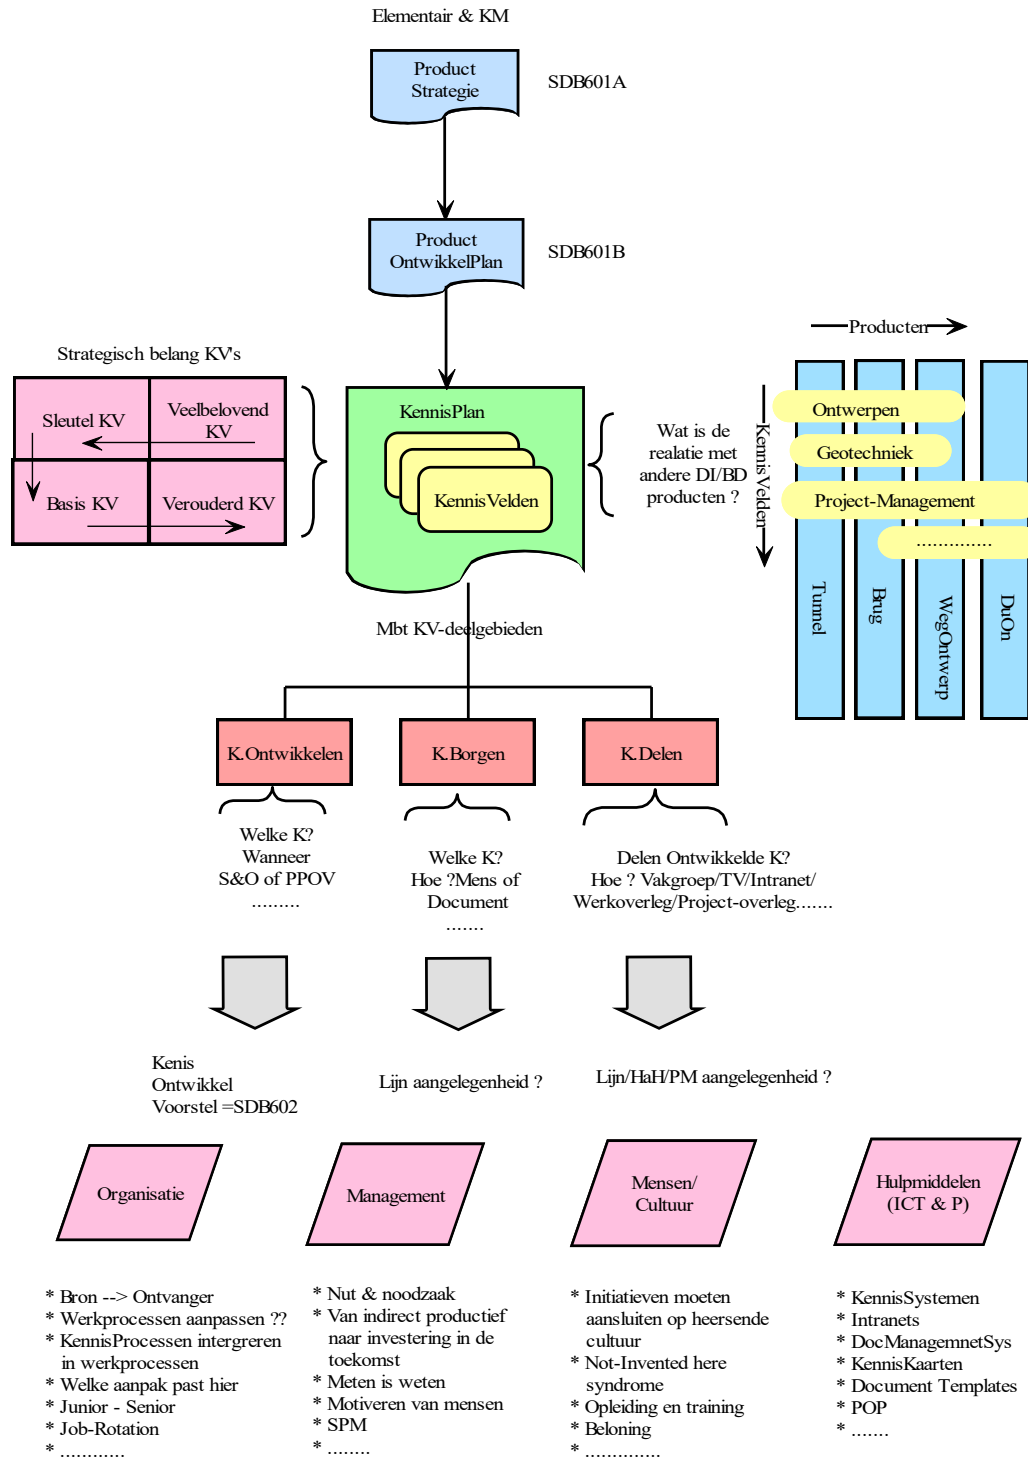 Elementair & KM
Product
Strategie
SDB601A
Product
OntwikkelPlan
SDB601B
Strategisch belang KV's
Sleutel KV
Veelbelovend
KV
Basis KV
Verouderd KV
KennisPlan
KennisVelden
Wat is de
realatie met
andere DI/BD
producten ?
Producten
KennisVelden
Ontwerpen
Geotechniek
Project-Management
..............
Tunnel
Brug
WegOntwerp
DuOn
Mbt KV-deelgebieden
K.Ontwikkelen
K.Borgen
K.Delen
Welke K?
Wanneer
S&O of PPOV
.........
Welke K?
Hoe ?Mens of
Document
.......
Delen Ontwikkelde K?
Hoe ? Vakgroep/TV/Intranet/
Werkoverleg/Project-overleg.......
Kenis
Ontwikkel
Voorstel =SDB602
Lijn aangelegenheid ?
Lijn/HaH/PM aangelegenheid ?
Organisatie
Management
Mensen/
Cultuur
Hulpmiddelen
(ICT & P)
* Bron --> Ontvanger
* Werkprocessen aanpassen ??
* KennisProcessen intergreren
in werkprocessen
* Welke aanpak past hier
* Junior - Senior
* Job-Rotation
* ............
* Nut & noodzaak
* Van indirect productief
naar investering in de
toekomst
* Meten is weten
* Motiveren van mensen
* SPM
* ........
* Initiatieven moeten
aansluiten op heersende
cultuur
* Not-Invented here
syndrome
* Opleiding en training
* Beloning
* ..............
* KennisSystemen
* Intranets
* DocManagemnetSys
* KennisKaarten
* Document Templates
* POP
* .......